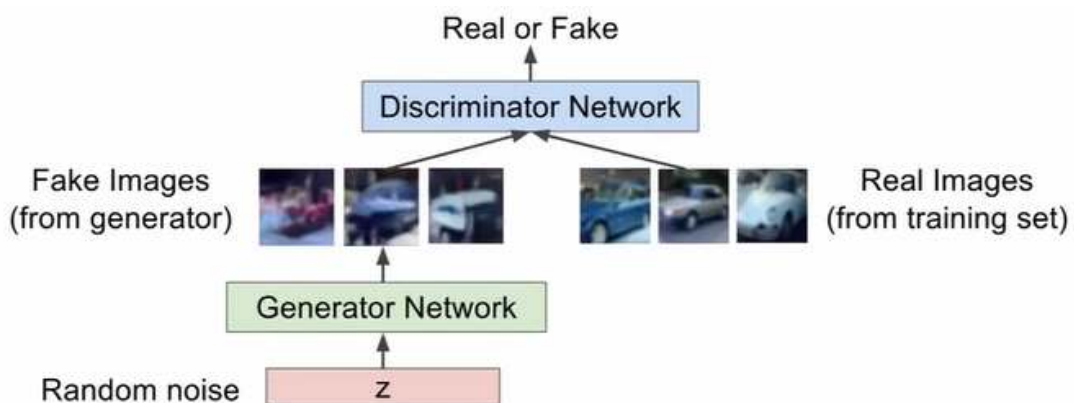 Real or Fake
Discriminator Network
Fake Images
(from generator)
Real Images
(from training set)
Generator Network
Random noise
z